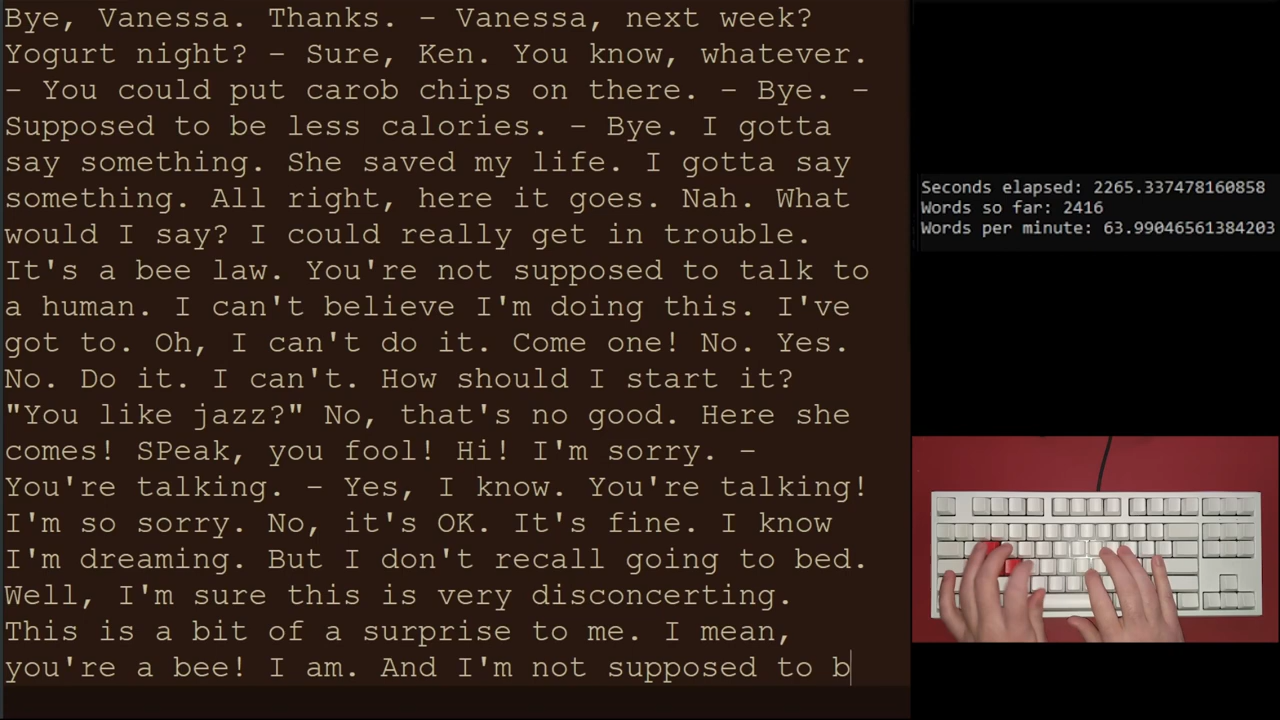 Bye, Vanessa. Thanks. - Vanessa, next week?
Yogurt night? - Sure, Ken. You know, whatever.
- You could put carob chips on there. - Bye. -
Supposed to be less calories. - Bye. I gotta
say something. She saved my life. I gotta say
something. All right, here it goes. Nah. What
would I say? I could really get in trouble.
It's a bee law. You're not supposed to talk to
a human. I can't believe I'm doing this. I've
got to. Oh, I can't do it. Come one! No. Yes.
No. Do it. I can't. How should I start it?
"You like jazz?" No, that's no good. Here she
comes! SPeak, you fool! Hi! I'm sorry. -
You're talking. - Yes, I know. You're talking!
I'm so sorry. No, it's OK. It's fine. I know
I'm dreaming. But I don't recall going to bed.
Well, I'm sure this is very disconcerting.
This is a bit of a surprise to me. I mean,
you're a bee! I am. And I'm not supposed to b
Seconds elapsed: 2265.337478160858
Words so far: 2416
Words per minute: 63.99046561384203